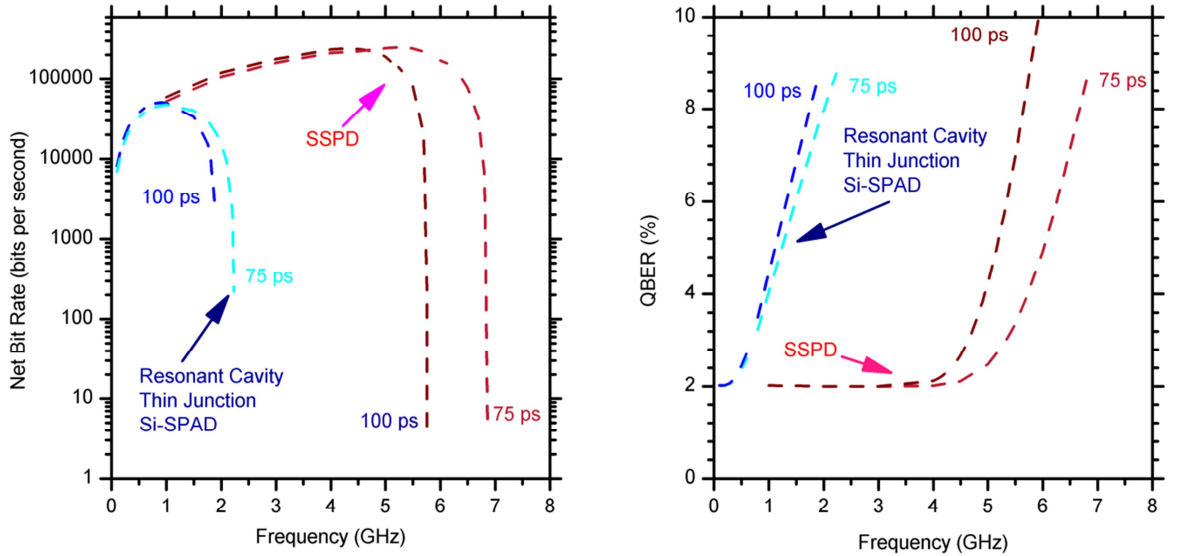 100000
10000
1000
100
10
1
0 1 2 3 4 5 6 7 8
Net Bit Rate (bits per second)
Frequency (GHz)
SSPD
100 ps
75 ps
Resonant Cavity
Thin Junction
Si-SPAD
100 ps
75 ps
10
8
6
4
2
0
0 1 2 3 4 5 6 7 8
QBER (%)
Frequency (GHz)
100 ps
75 ps
100 ps
75 ps
Resonant Cavity
Thin Junction
Si-SPAD
SSPD